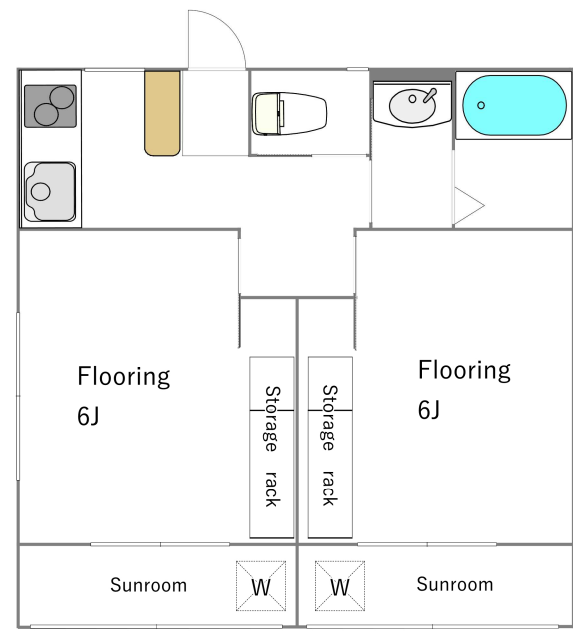 Flooring
6J
Storage rack
Storage rack
Flooring
6J
Sunroom
W
W
Sunroom